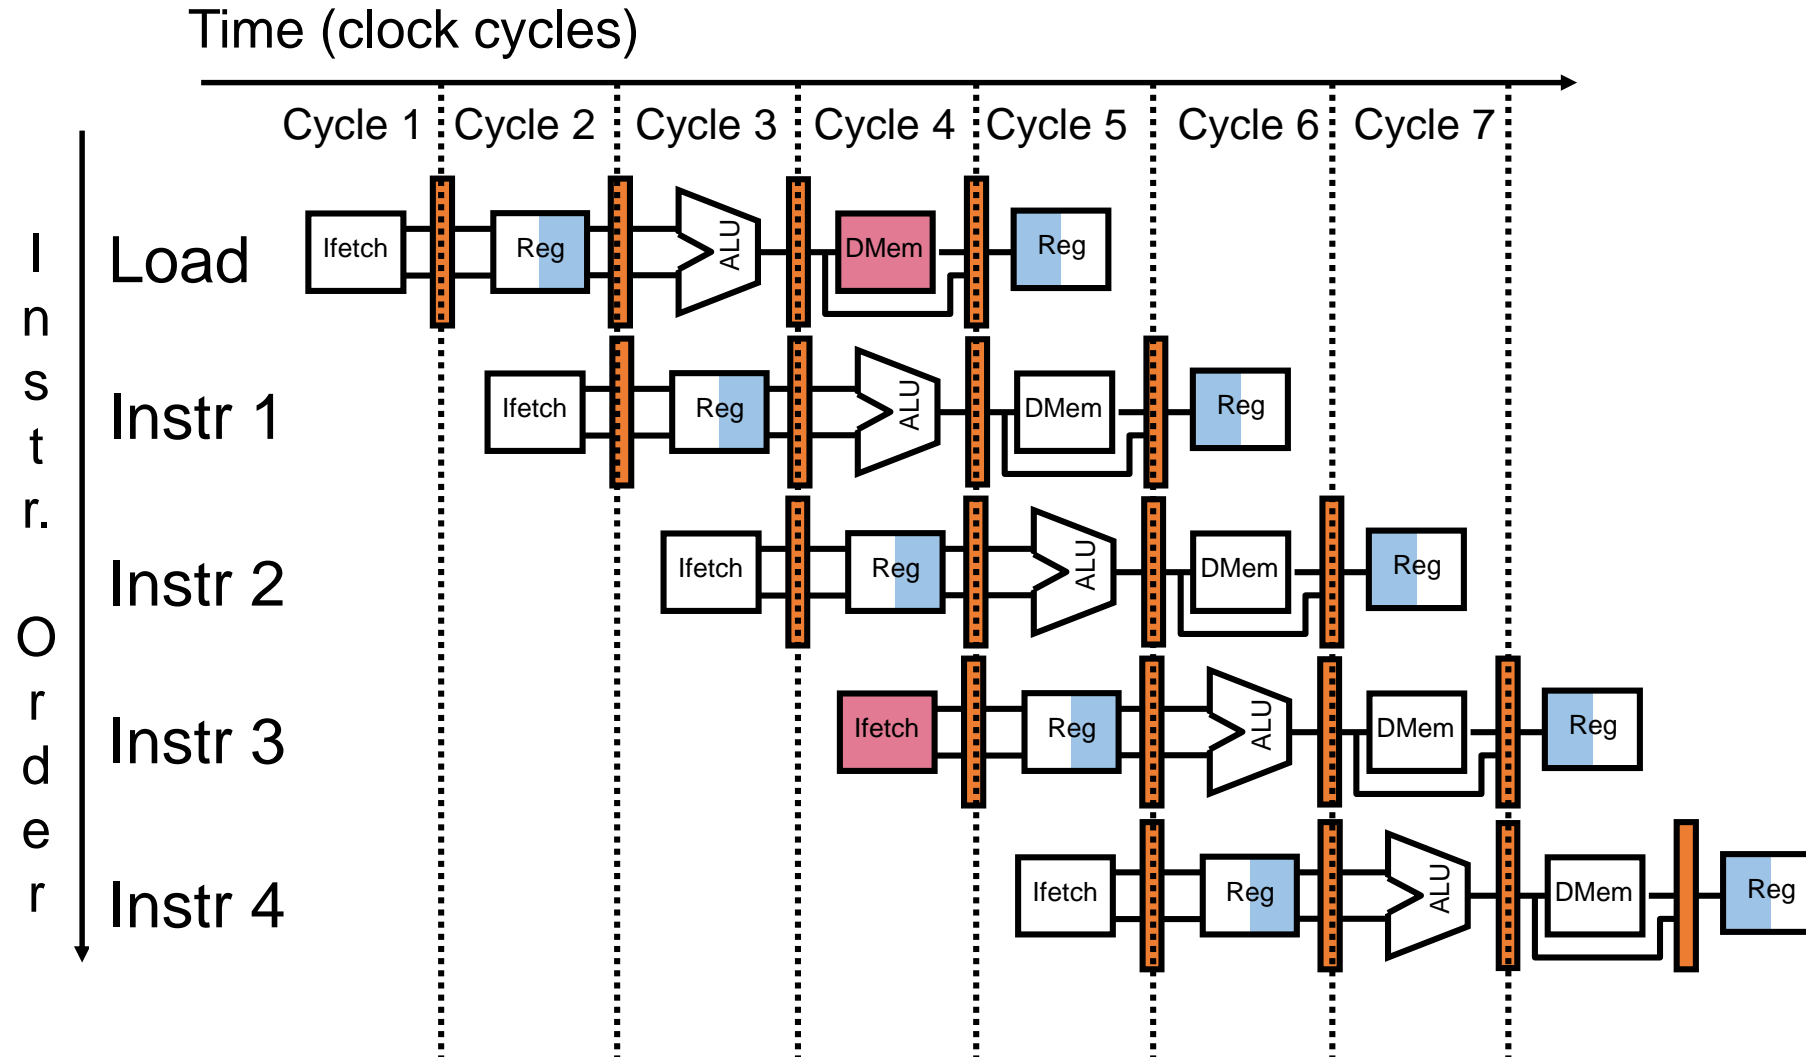 Time (clock cycles)
Cycle 1 Cycle 2 Cycle 3 Cycle 4 Cycle 5 Cycle 6 Cycle 7
Instr. Order
Load Ifetch Reg ALU DMem Reg
Instr 1 Ifetch Reg ALU DMem Reg
Instr 2 Ifetch Reg ALU DMem Reg
Instr 3 Ifetch Reg ALU DMem Reg
Instr 4 Ifetch Reg ALU DMem Reg